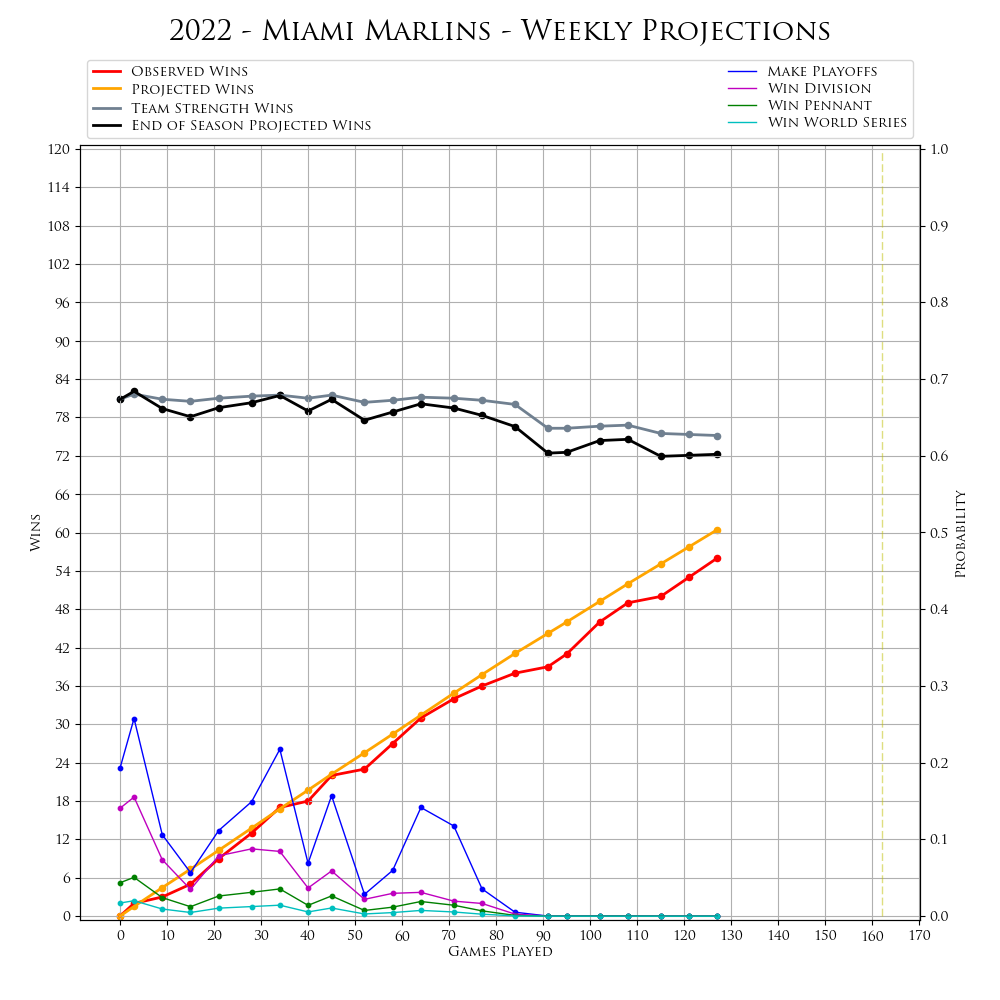 2022 - Miami Marlins - Weekly Projections
Observed Wins
Projected Wins
Team Strength Wins
End of Season Projected Wins
Make Playoffs
Win Division
Win Pennant
Win World Series
120
114
108
102
96
90
84
78
72
66
60
54
48
42
36
30
24
18
12
6
0
Wins
1.0
0.9
0.8
0.7
0.6
0.5
0.4
0.3
0.2
0.1
0.0
Probability
0 10 20 30 40 50 60 70 80 90 100 110 120 130 140 150 160 170
Games Played